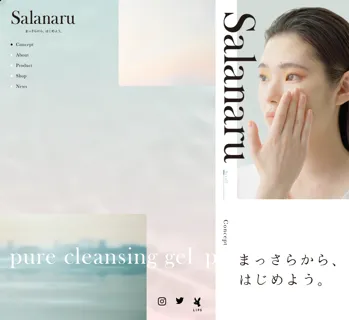 Salanaru
まっさらから、はじめよう。
Concept
About
Product
Shop
News
pure cleansing gel p
LIPS
Salanaru
Concept
まっさらから、
はじめよう。